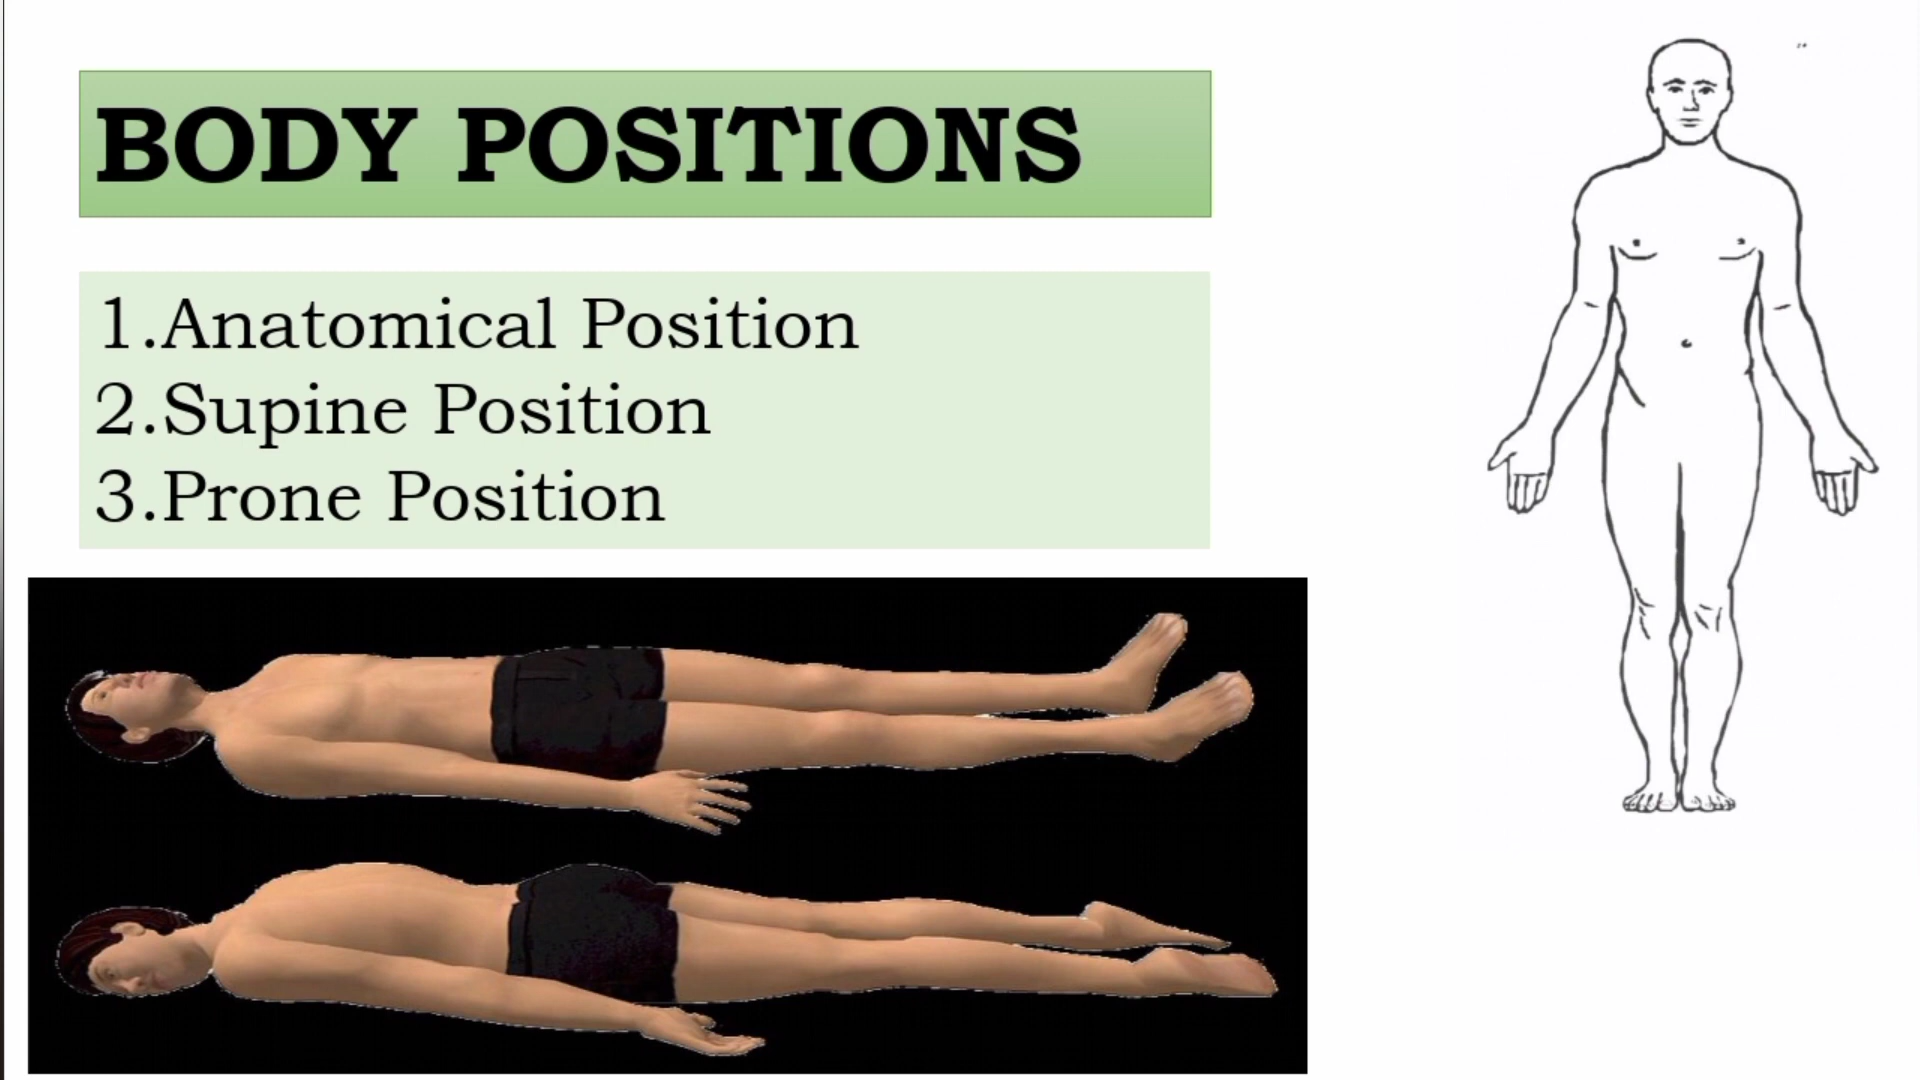 BODY POSITIONS
1.Anatomical Position
2.Supine Position
3.Prone Position